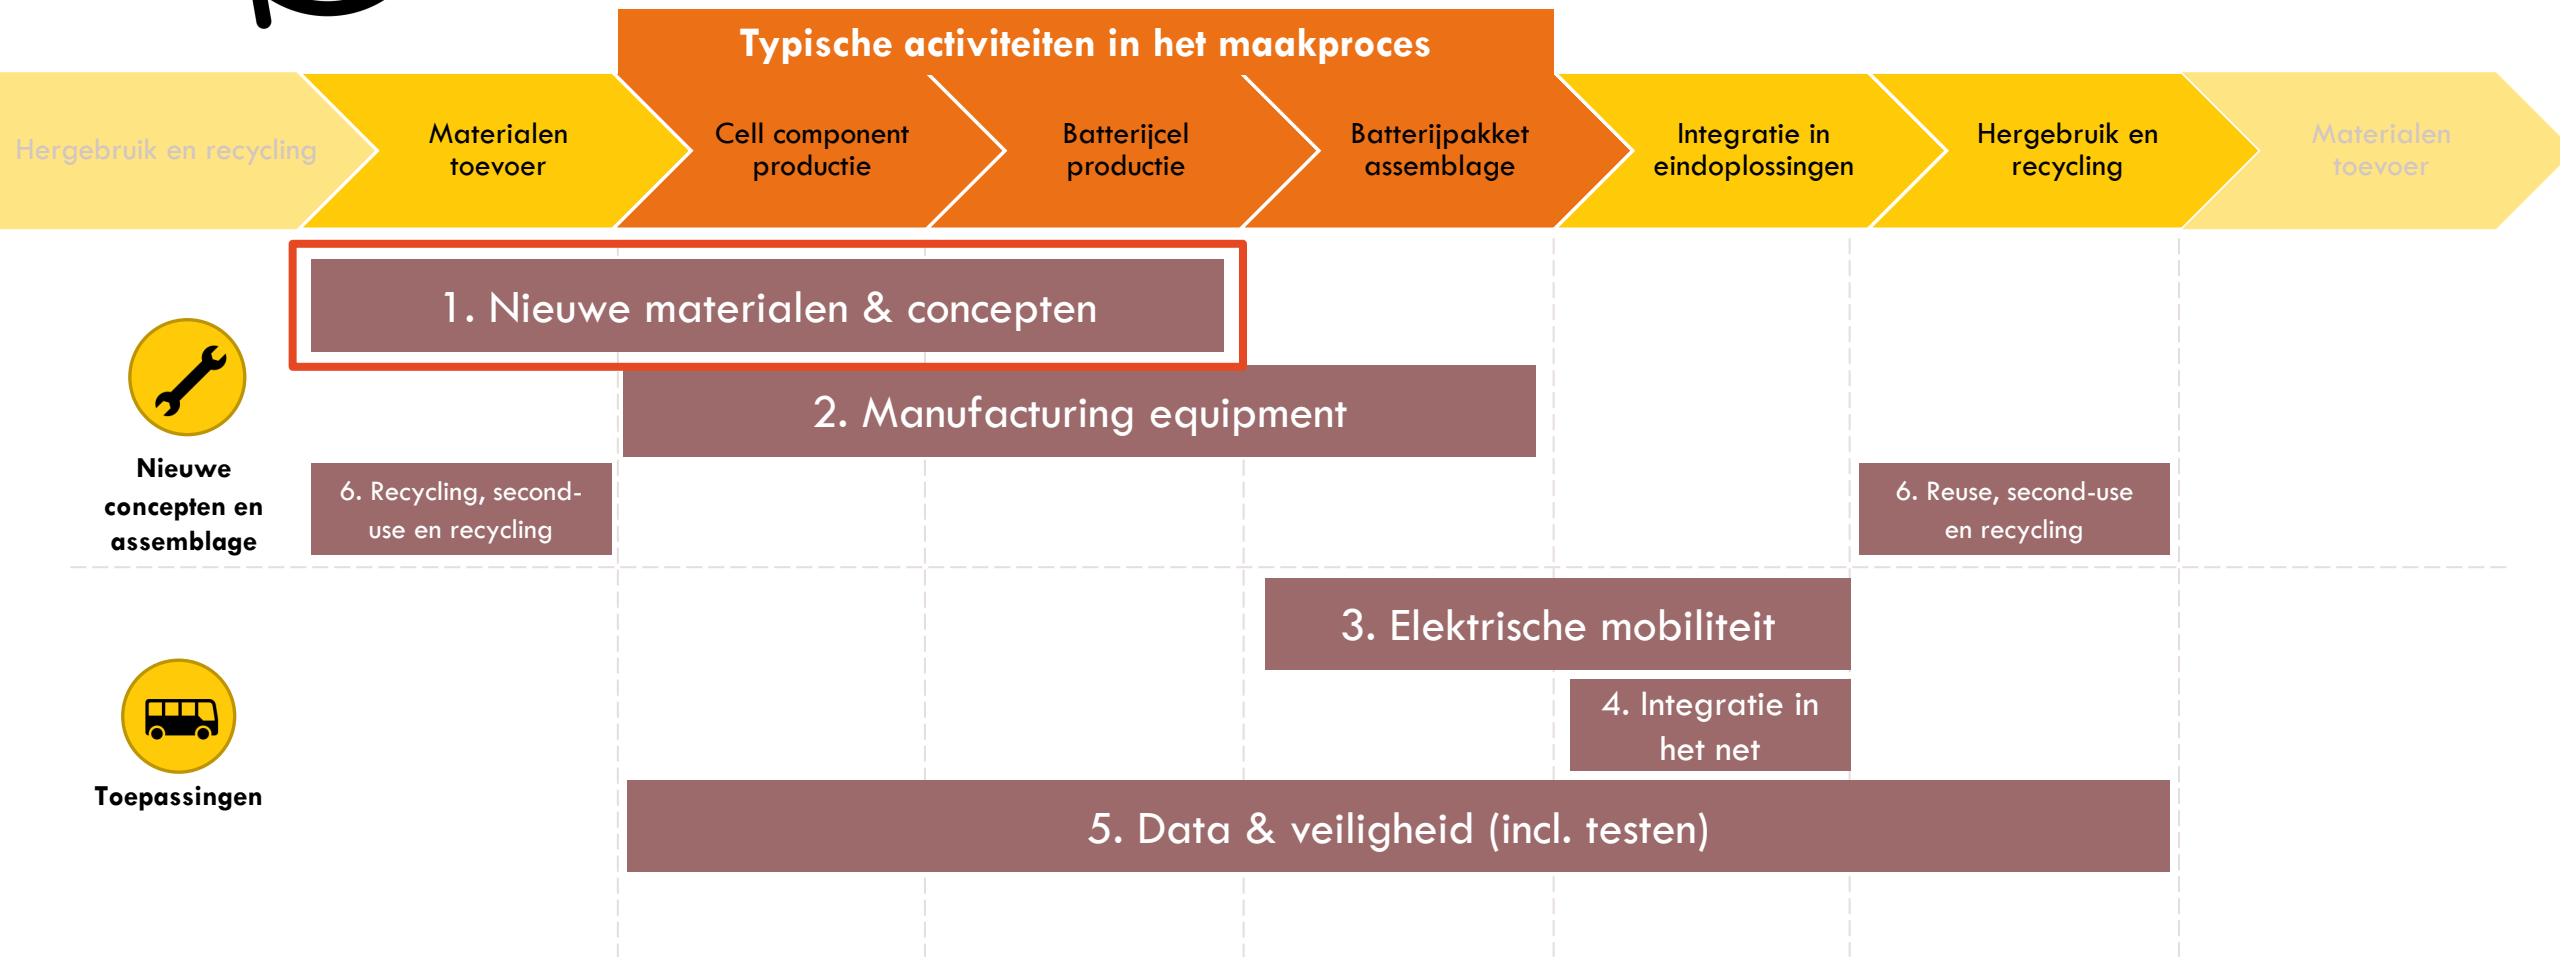 Typische activiteiten in het maakproces
Hergebruik en recycling
Materialen
toevoer
Cell component
productie
Batterijcel
productie
Batterijpakket
assemblage
Integratie in
eindoplossingen
Hergebruik en
recycling
Materialen
toevoer
1. Nieuwe materialen & concepten
2. Manufacturing equipment
Nieuwe
concepten en
assemblage
6. Recycling, second-
use en recycling
6. Reuse, second-use
en recycling
3. Elektrische mobiliteit
4. Integratie in
het net
Toepassingen
5. Data & veiligheid (incl. testen)